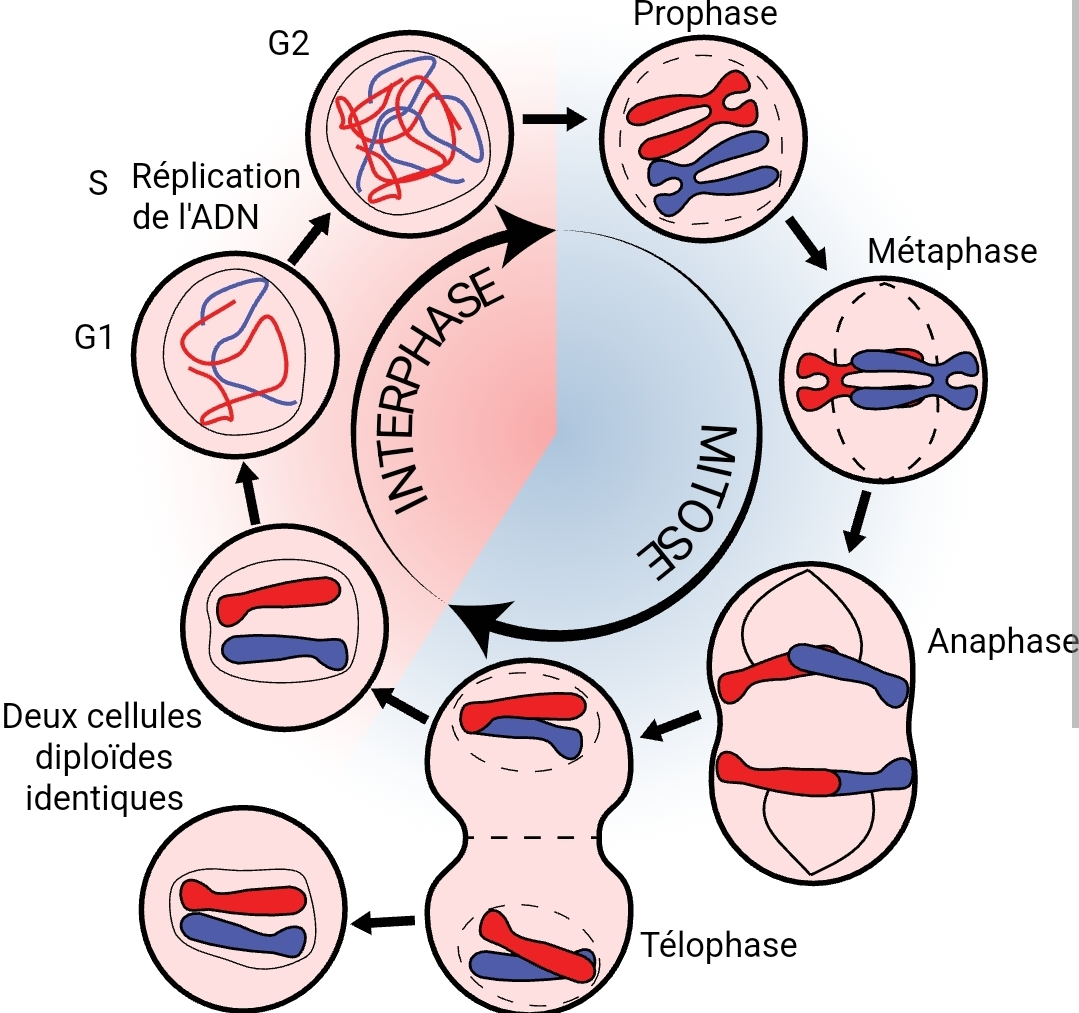 Prophase
G2
S
Réplication
de l'ADN
Métaphase
G1
INTERPHASE
MITOSE
Anaphase
Deux cellules
diploïdes
identiques
Télophase